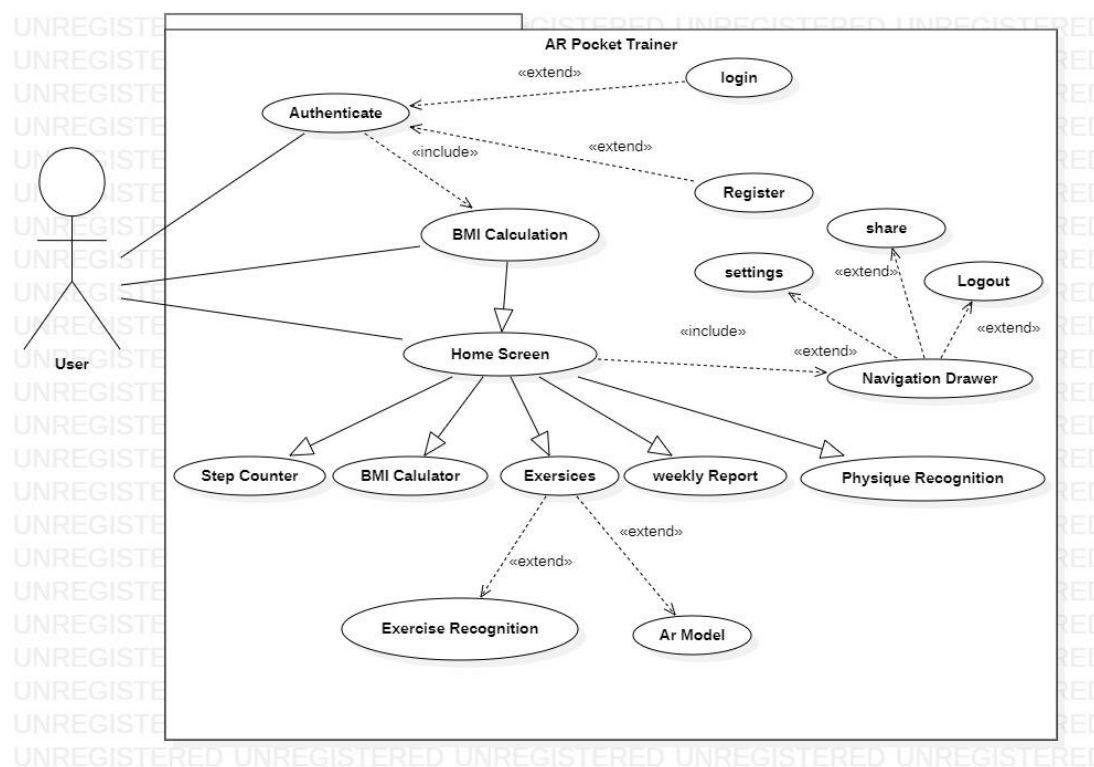 AR Pocket Trainer
«extend»
login
Authenticate
«include»
«extend»
Register
BMI Calculation
share
settings
«extend»
Logout
«include»
«extend»
«extend»
Home Screen
Navigation Drawer
User
Step Counter
BMI Calulator
Exersices
weekly Report
Physique Recognition
«extend»
«extend»
Exercise Recognition
Ar Model
UNREGISTERED UNREGISTERED UNREGISTERED UNREGISTERED UNREGISTERED